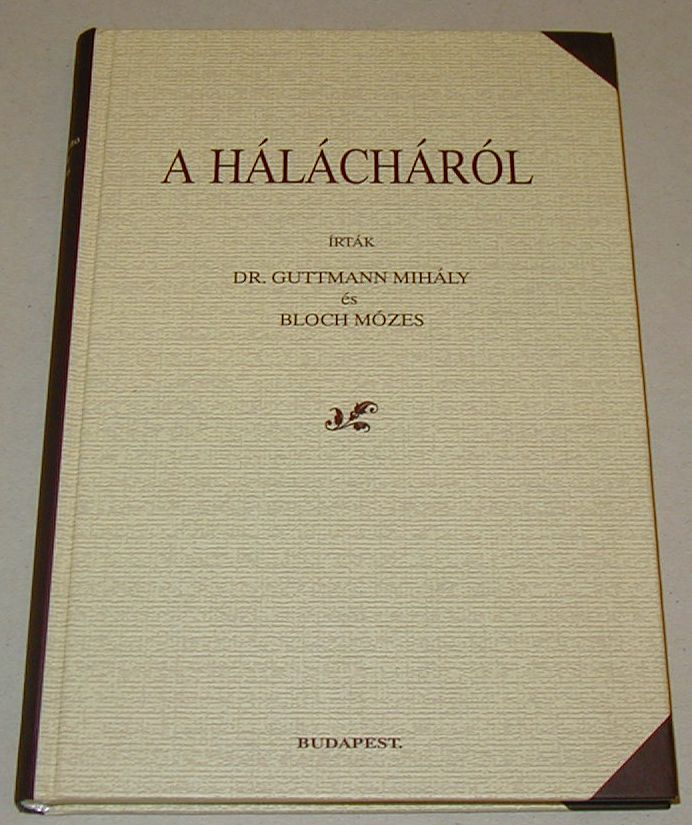 A HÁLÁCHÁRÓL
ÍRTÁK
DR. GUTTMANN MIHÁLY
és
BLOCH MÓZES
BUDAPEST.